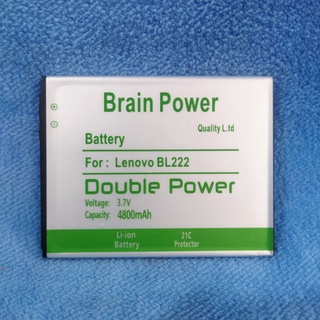 Brain Power
Quality L.td
Battery
For : Lenovo BL222
Double Power
Voltage: 3.7V
Capacity: 4800mAh
Li-ion Battery
21C Protector